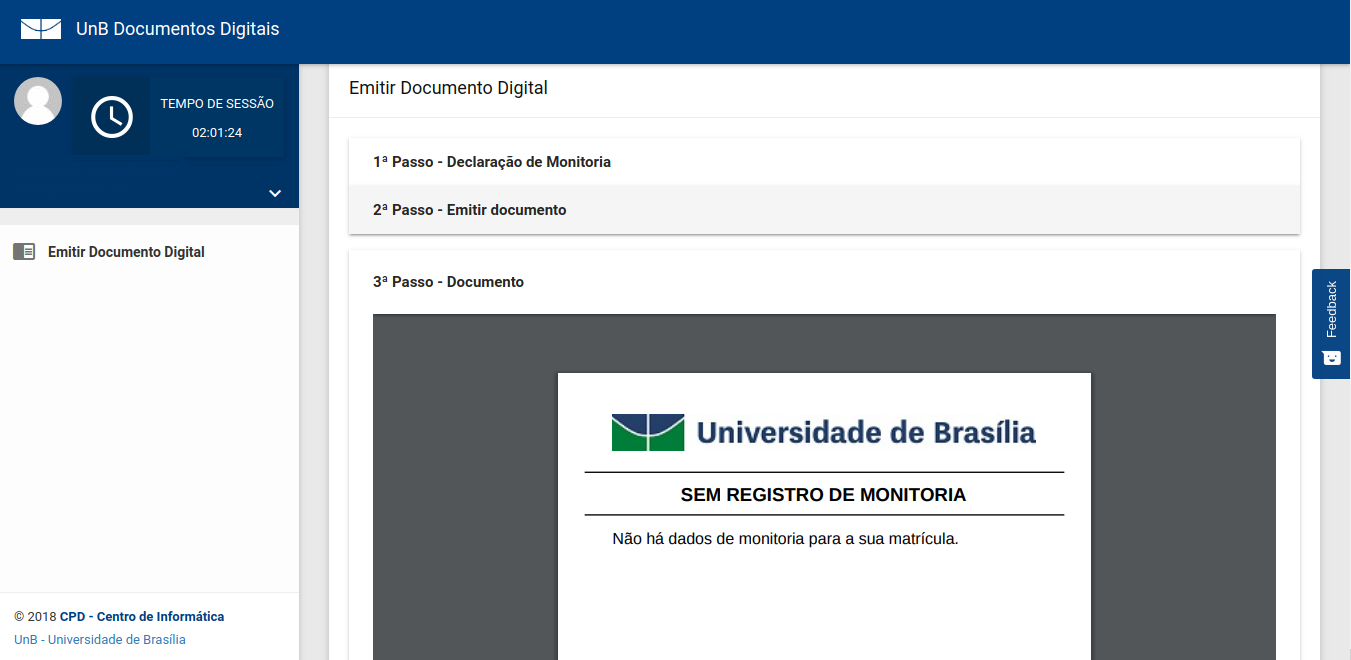 UnB Documentos Digitais
TEMPO DE SESSÃO
02:01:24
Emitir Documento Digital
© 2018 CPD - Centro de Informática
UnB - Universidade de Brasília
Emitir Documento Digital
1ª Passo - Declaração de Monitoria
2ª Passo - Emitir documento
3ª Passo - Documento
Universidade de Brasília
SEM REGISTRO DE MONITORIA
Não há dados de monitoria para a sua matrícula.
Feedback